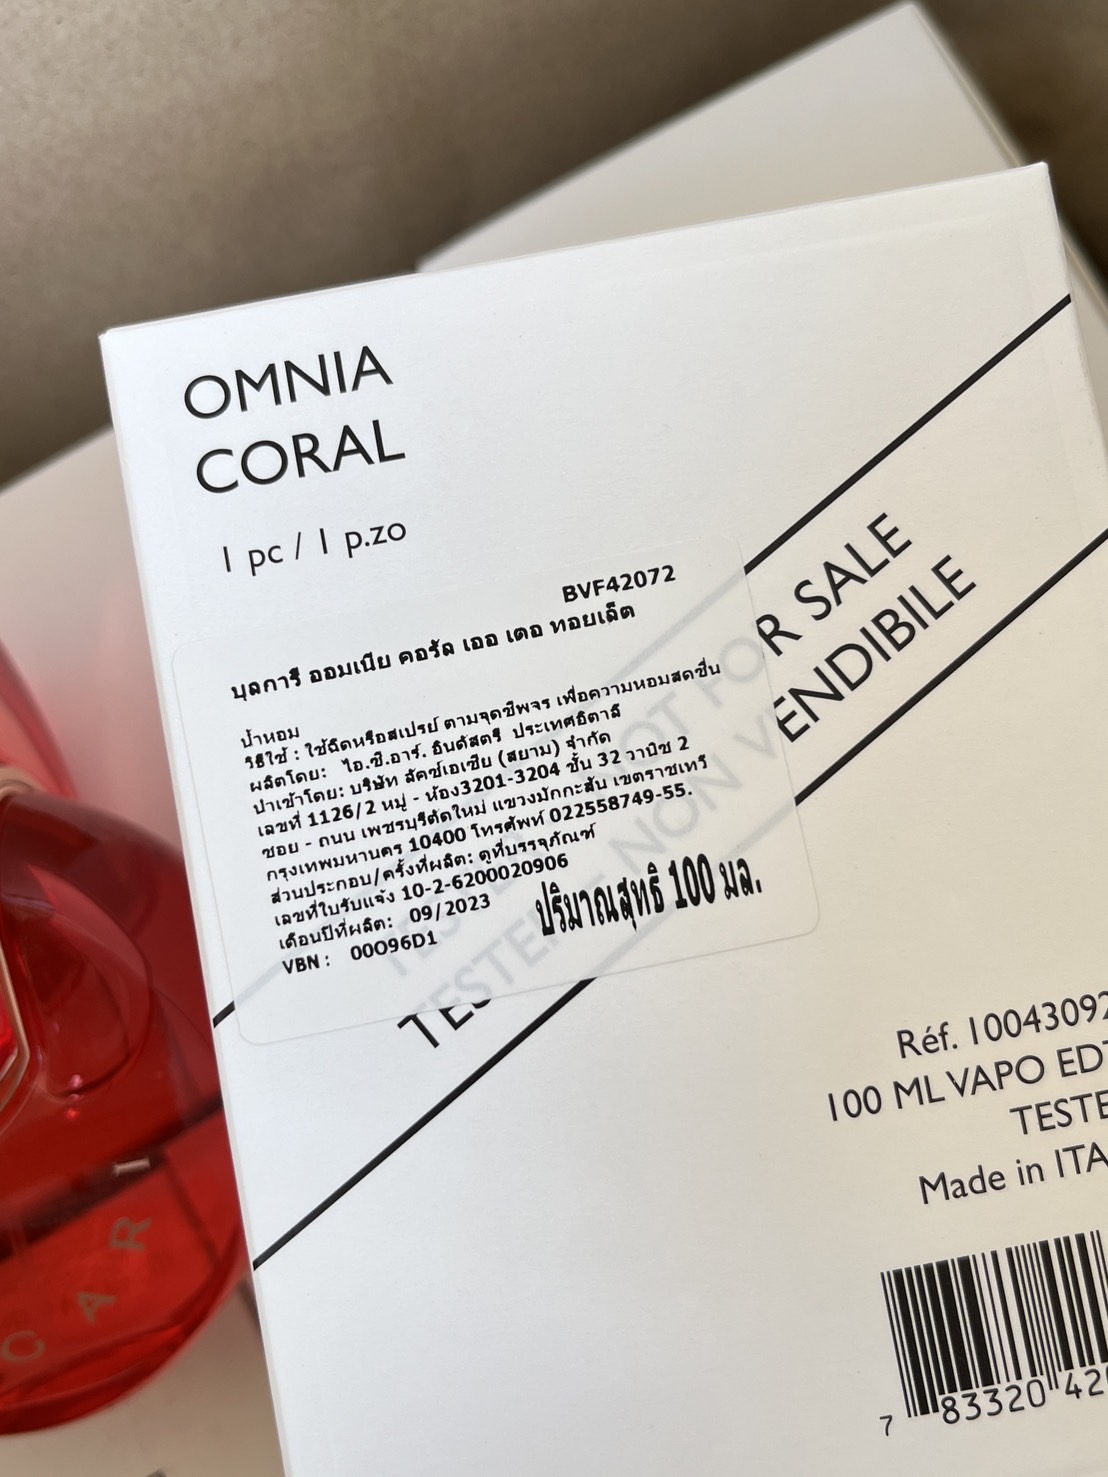 OMNIA
CORAL
1 pc / 1 p.zo
BVF42072
บุลการี ออมเนีย คอรัล เออ เดอ ทอยเล็ต
น้ำหอม
วิธีใช้ : ใช้ฉีดหรือสเปรย์ ตามจุดชีพจร เพื่อความหอมสดชื่น
ผลิตโดย: ไอ.ซี.อาร์. อินดัสตรี ประเทศอิตาลี
นำเข้าโดย: บริษัท ลัคซ์เอเซีย (สยาม) จำกัด
เลขที่ 1126/2 หมู่ - ห้อง3201-3204 ชั้น 32 วานิช 2
ซอย - ถนน เพชรบุรีตัดใหม่ แขวงมักกะสัน เขตราชเทวี
กรุงเทพมหานคร 10400 โทรศัพท์ 022558749-55.
ส่วนประกอบ/ครั้งที่ผลิต: ดูที่บรรจุภัณฑ์
เลขที่ใบรับแจ้ง 10-2-6200020906
เดือนปีที่ผลิต: 09/2023
VBN : 00O96D1
ปริมาณสุทธิ 100 มล.
TESTER - NOT FOR SALE
TESTER - NON VENDIBILE
Réf. 10043092
100 ML VAPO EDT
TESTE
Made in ITA
7 83320 42
C A R I